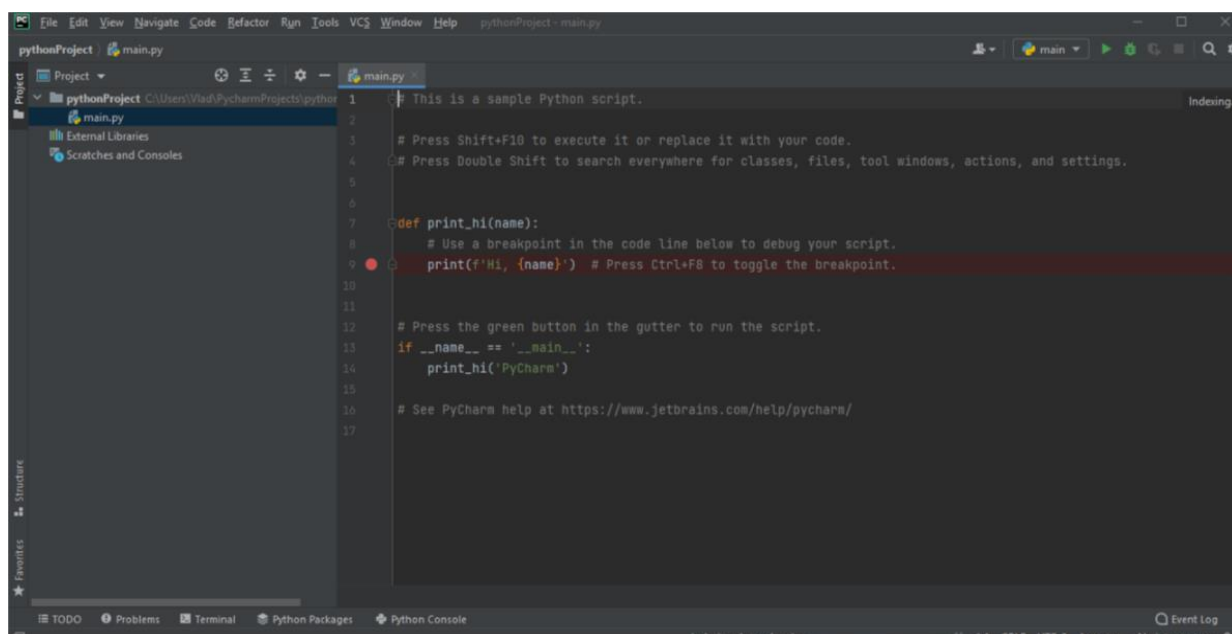 PC File Edit View Navigate Code Refactor Run Tools VCS Window Help pythonProject - main.py
pythonProject main.py
main
Project
Project
main.py
pythonProject C:\Users\Vlad\PycharmProjects\python
main.py
External Libraries
Scratches and Consoles
Indexing
1 # This is a sample Python script.
2
3 # Press Shift+F10 to execute it or replace it with your code.
4 # Press Double Shift to search everywhere for classes, files, tool windows, actions, and settings.
5
6
7 def print_hi(name):
8 # Use a breakpoint in the code line below to debug your script.
9 print(f'Hi, {name}') # Press Ctrl+F8 to toggle the breakpoint.
10
11
12 # Press the green button in the gutter to run the script.
13 if __name__ == '__main__':
14 print_hi('PyCharm')
15
16 # See PyCharm help at https://www.jetbrains.com/help/pycharm/
17
Structure
Favorites
TODO Problems Terminal Python Packages Python Console Event Log